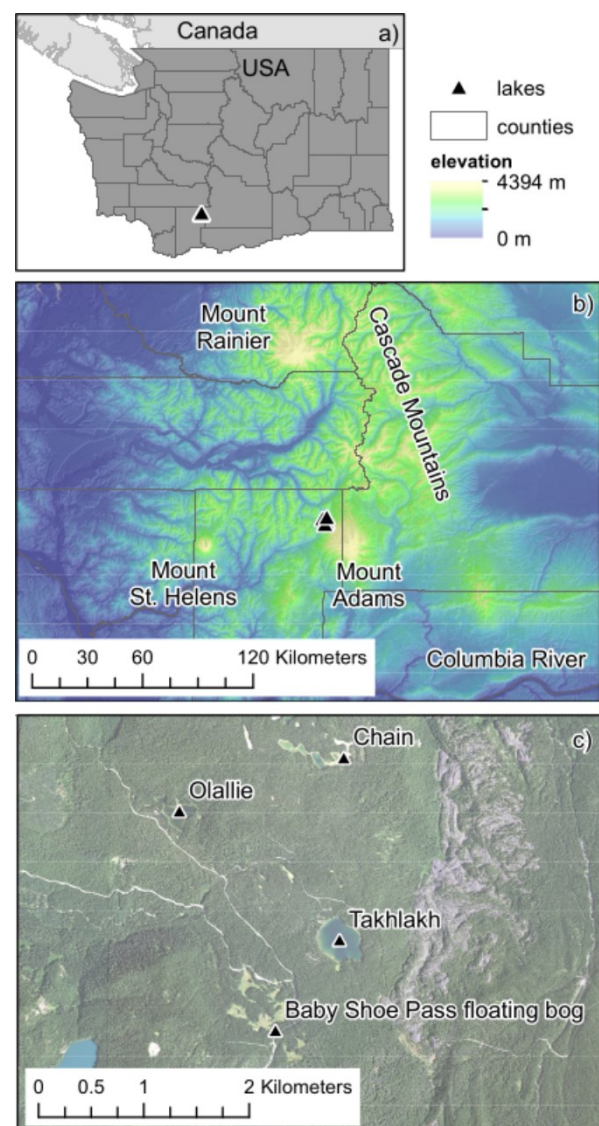 Canada
a)
USA
lakes
counties
elevation
4394 m
0 m
b)
Mount
Rainier
Cascade Mountains
Mount
St. Helens
Mount
Adams
0 30 60 120 Kilometers
Columbia River
c)
Chain
Olallie
Takhlakh
Baby Shoe Pass floating bog
0 0.5 1 2 Kilometers